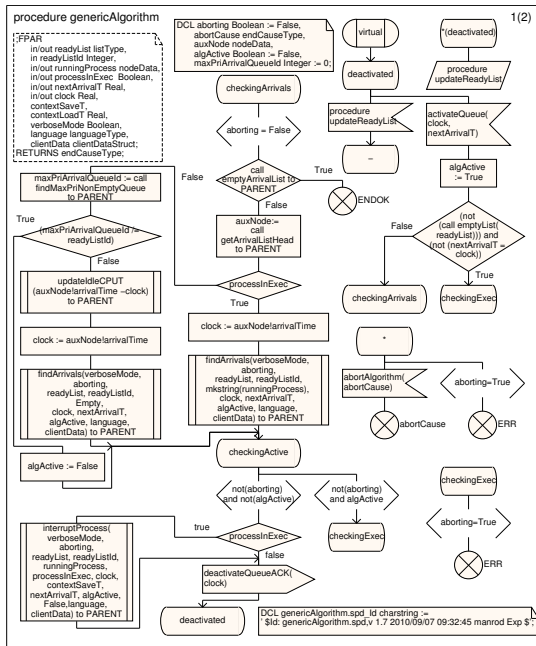 procedure genericAlgorithm
1(2)
;FPAR
in/out readyList listType,
in readyListId Integer,
in/out runningProcess nodeData,
in/out processInExec Boolean,
in/out nextArrivalT Real,
in/out clock Real,
contextSaveT,
contextLoadT Real,
verboseMode Boolean,
language languageType,
clientData clientDataStruct;
RETURNS endCauseType;
DCL aborting Boolean := False,
abortCause endCauseType,
auxNode nodeData,
algActive Boolean := False,
maxPriArrivalQueueId Integer := 0;
virtual
*(deactivated)
checkingArrivals
deactivated
procedure
updateReadyList
procedure
updateReadyList
activateQueue(
clock,
nextArrivalT)
aborting = False
–
maxPriArrivalQueueId := call
findMaxPriNonEmptyQueue
to PARENT
False
call
emptyArrivalList to
PARENT
True
ENDOK
algActive
:= True
True
False
(maxPriArrivalQueueId /=
readyListId)
auxNode:=
call
getArrivalListHead
to PARENT
False
(not
(call emptyList(
readyList))) and
(not (nextArrivalT =
clock))
False
True
updateIdleCPUT
(auxNode!arrivalTime –clock)
to PARENT
False
processInExec
True
checkingArrivals
checkingExec
clock := auxNode!arrivalTime
clock := auxNode!arrivalTime
*
findArrivals(verboseMode,
aborting,
readyList, readyListId,
Empty,
clock, nextArrivalT,
algActive, language,
clientData) to PARENT
findArrivals(verboseMode,
aborting,
readyList, readyListId,
mkstring(runningProcess),
clock, nextArrivalT,
algActive, language,
clientData) to PARENT
abortAlgorithm(
abortCause)
aborting=True
abortCause
ERR
algActive := False
checkingActive
not(aborting)
and not(algActive)
not(aborting)
and algActive
checkingExec
checkingExec
aborting=True
ERR
interruptProcess(
verboseMode,
aborting,
readyList, readyListId,
runningProcess,
processInExec, clock,
contextSaveT,
nextArrivalT, algActive,
False,language,
clientData) to PARENT
true
processInExec
false
deactivateQueueACK(
clock)
deactivated
DCL genericAlgorithm.spd_Id charstring :=
' $Id: genericAlgorithm.spd,v 1.7 2010/09/07 09:32:45 manrod Exp $';